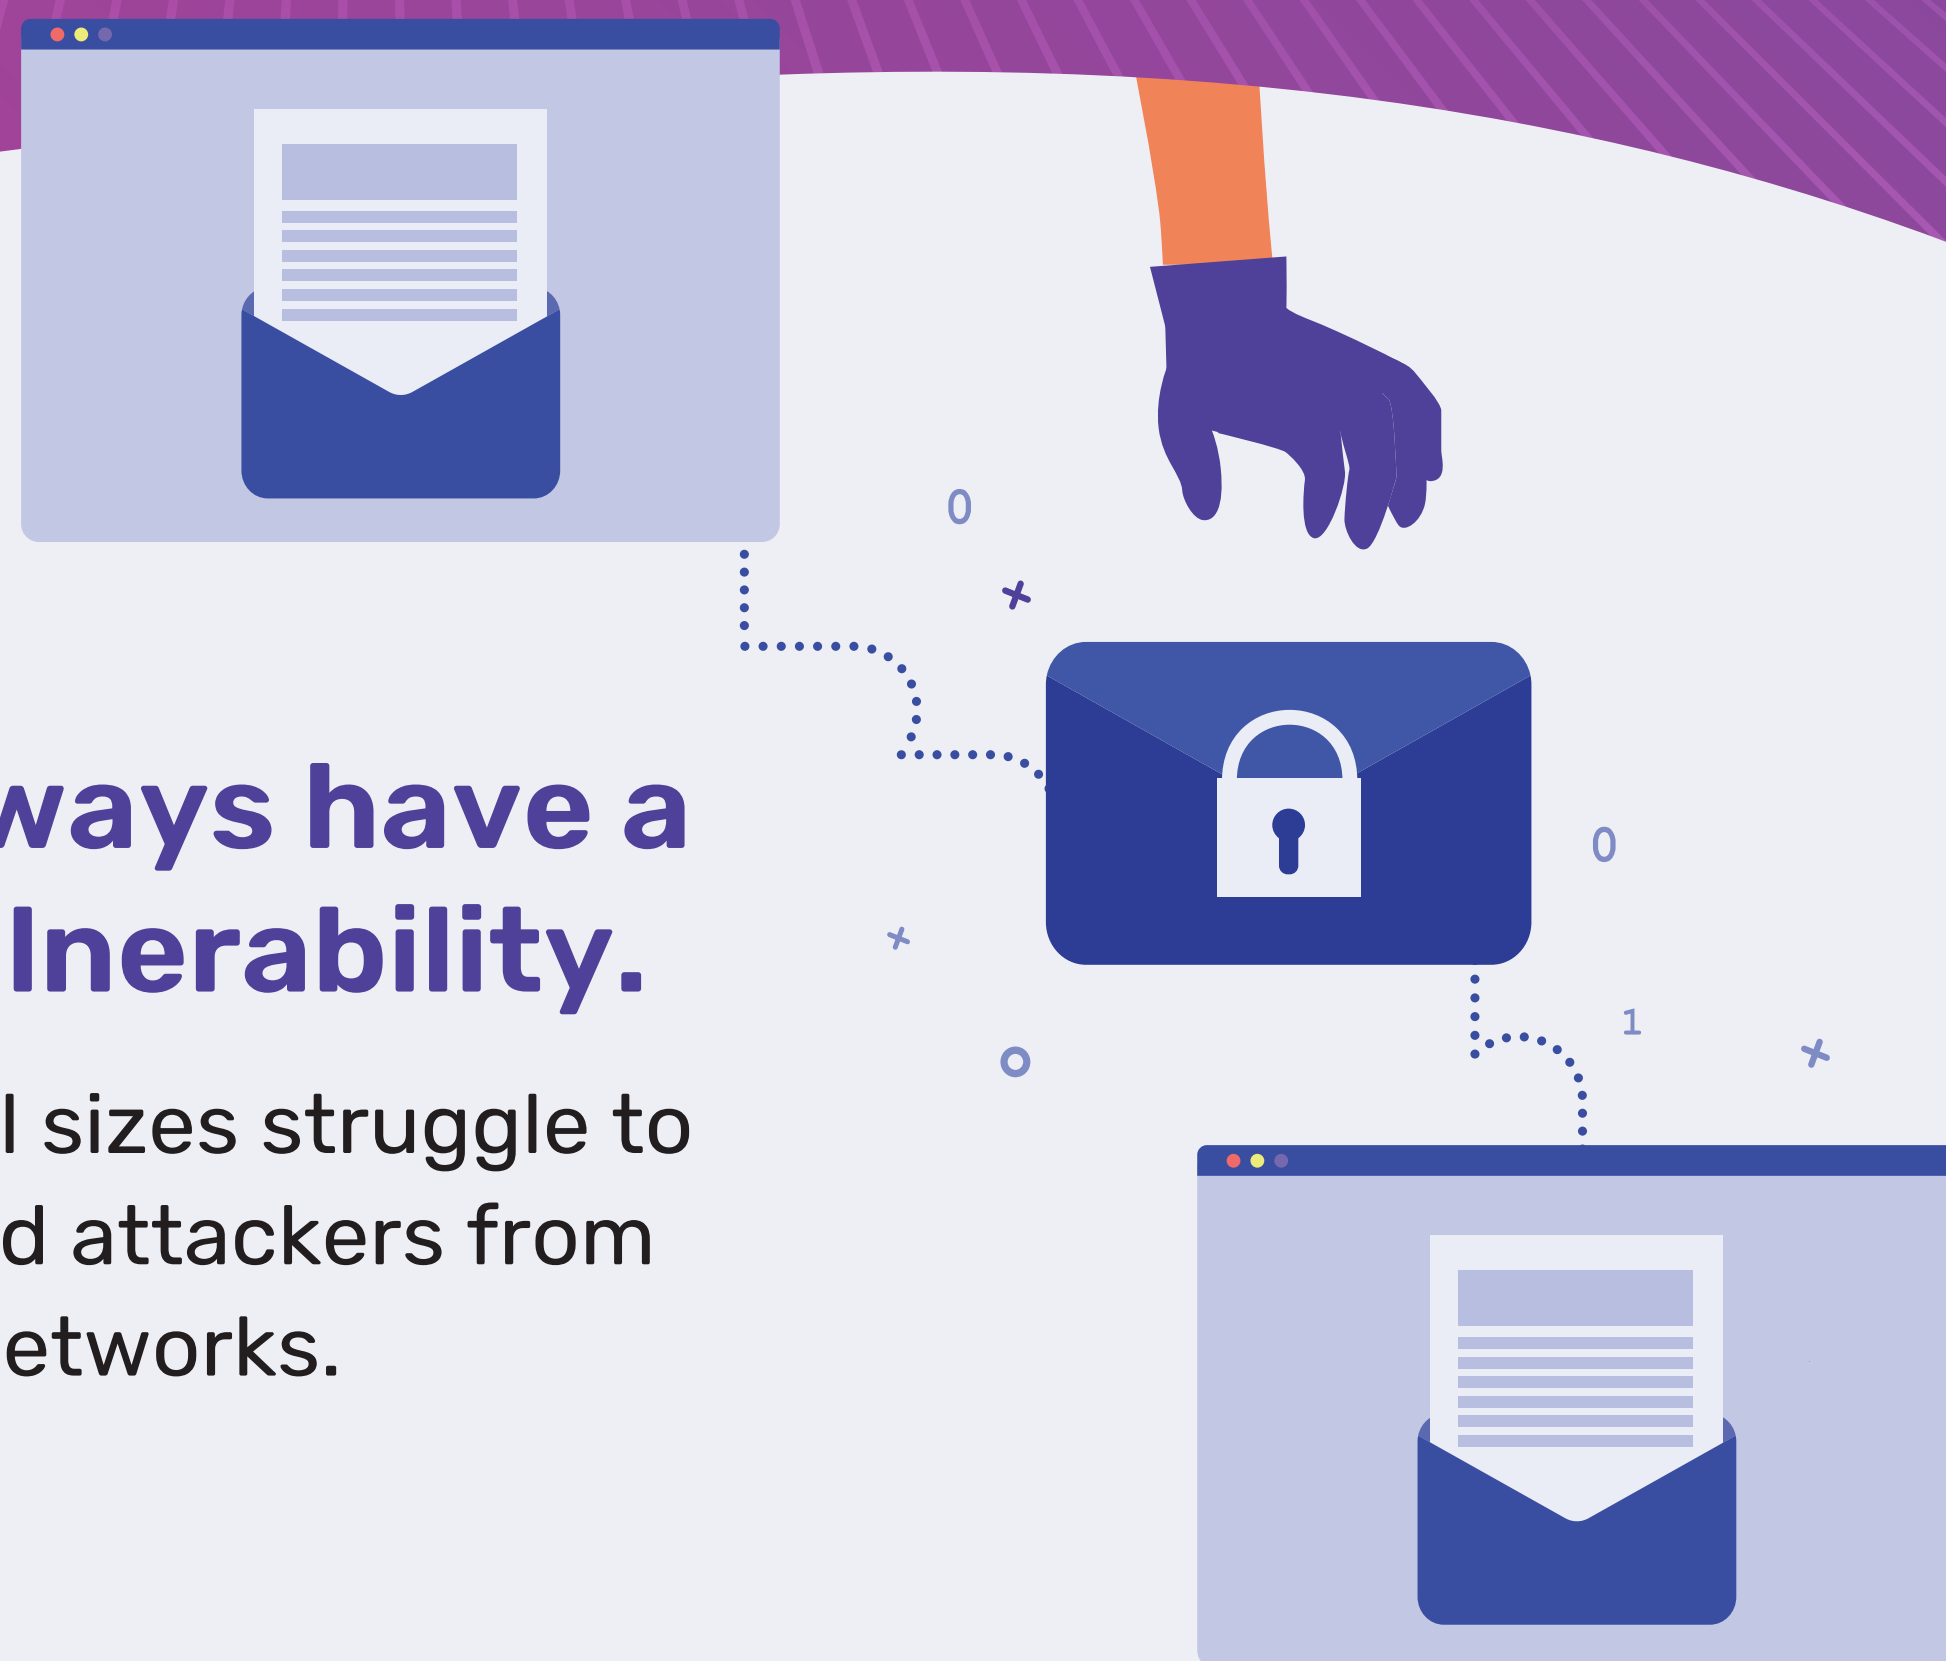 ways have a
lnerability.
l sizes struggle to
d attackers from
etworks.
0
0
1